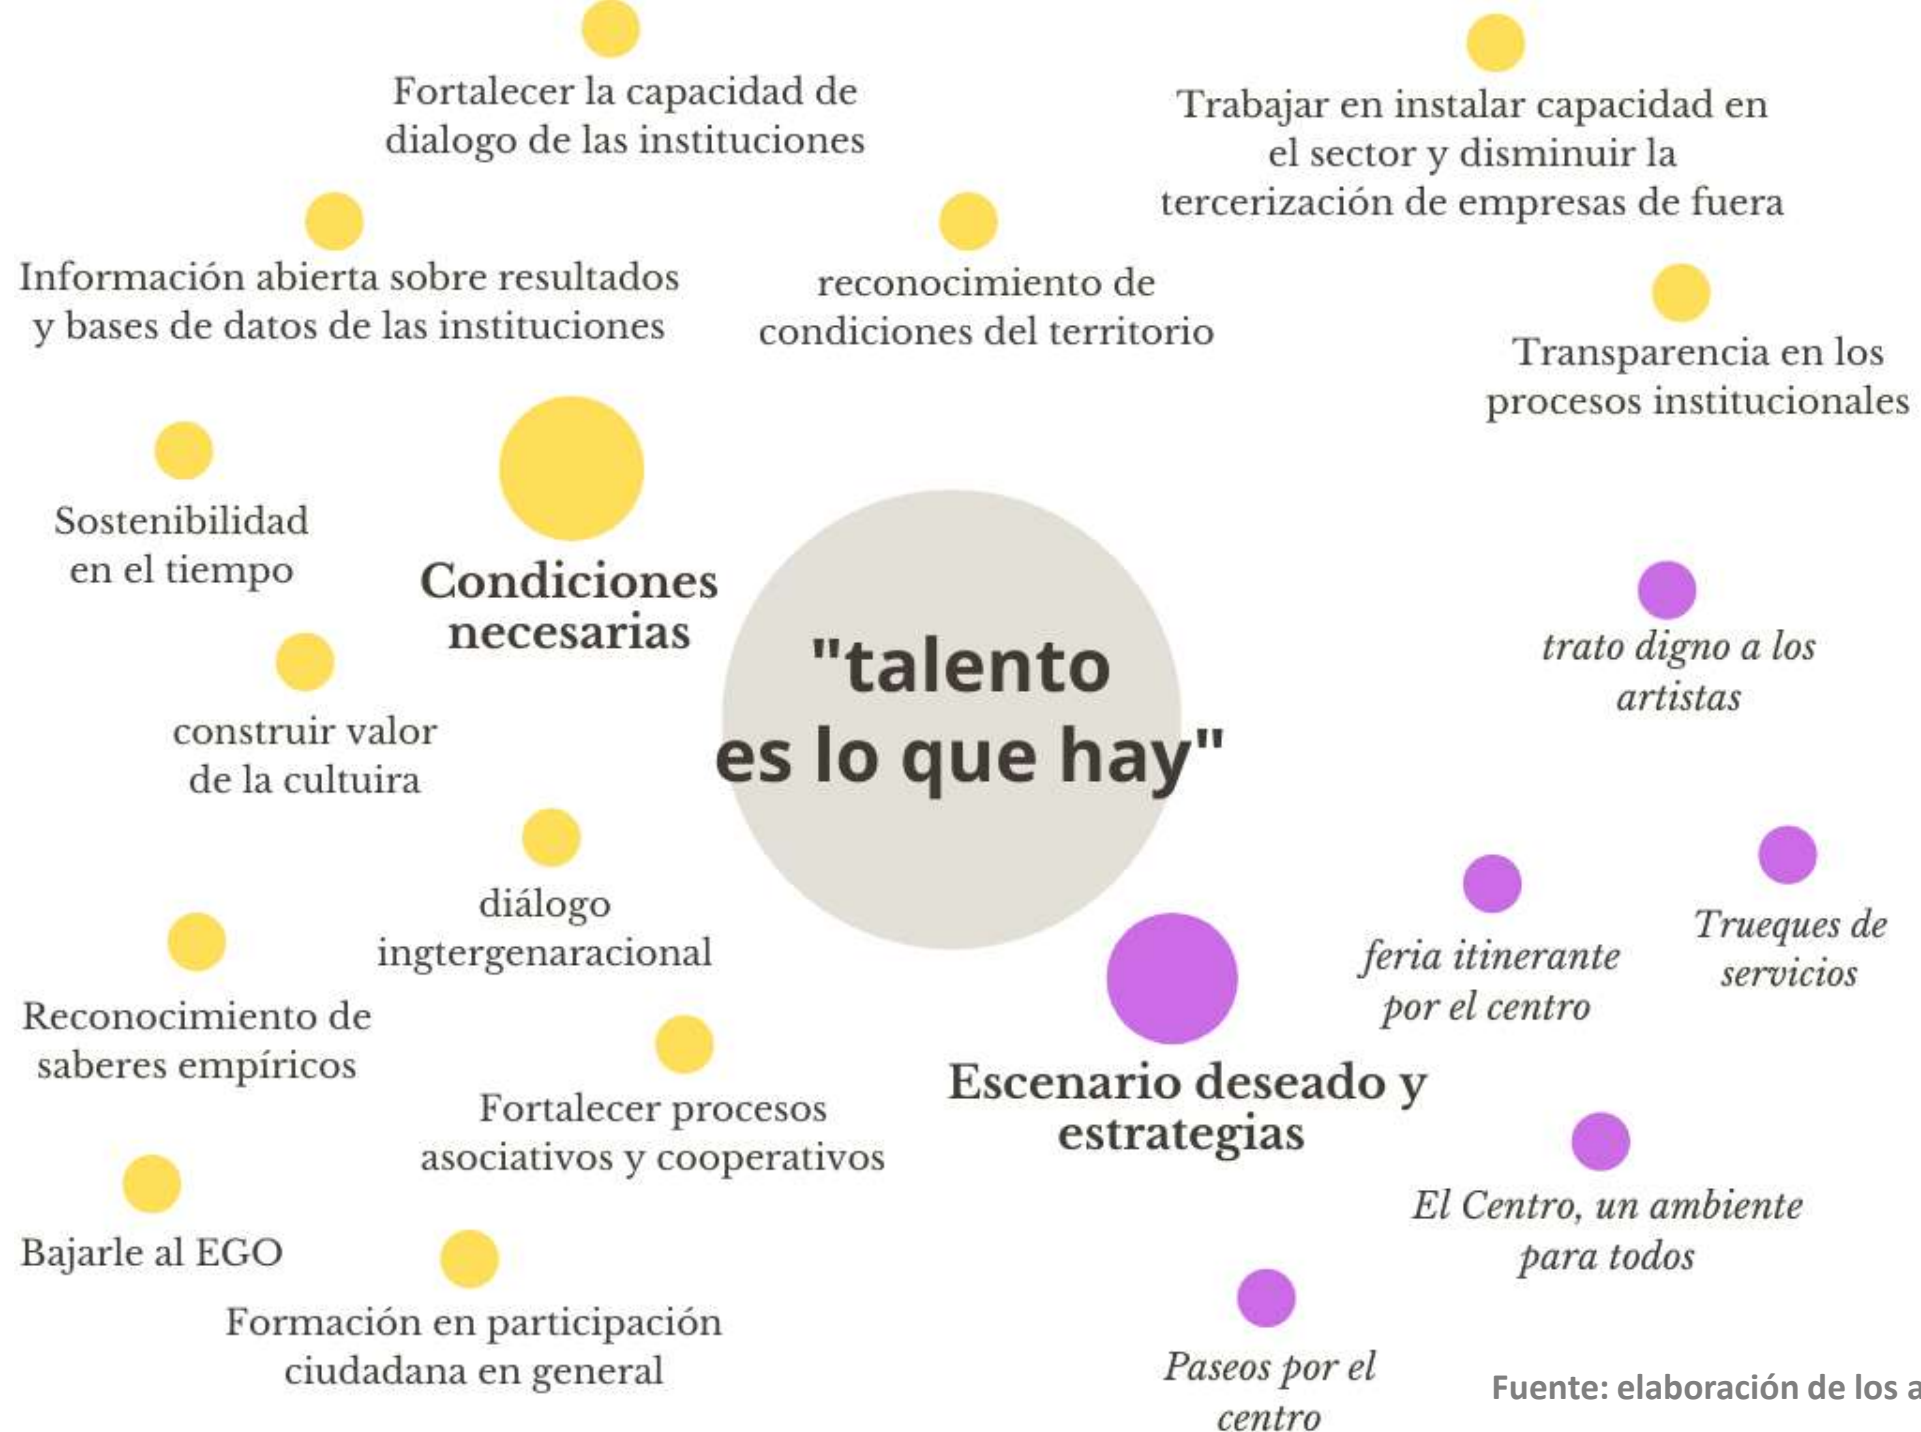 Fortalecer la capacidad de
dialogo de las instituciones
Trabajar en instalar capacidad en
el sector y disminuir la
tercerización de empresas de fuera
Información abierta sobre resultados
y bases de datos de las instituciones
reconocimiento de
condiciones del territorio
Transparencia en los
procesos institucionales
Sostenibilidad
en el tiempo
Condiciones
necesarias
"talento
es lo que hay"
trato digno a los
artistas
construir valor
de la cultuira
diálogo
ingtergenaracional
feria itinerante
por el centro
Trueques de
servicios
Reconocimiento de
saberes empíricos
Fortalecer procesos
asociativos y cooperativos
Escenario deseado y
estrategias
El Centro, un ambiente
para todos
Bajarle al EGO
Formación en participación
ciudadana en general
Paseos por el
centro
Fuente: elaboración de los a